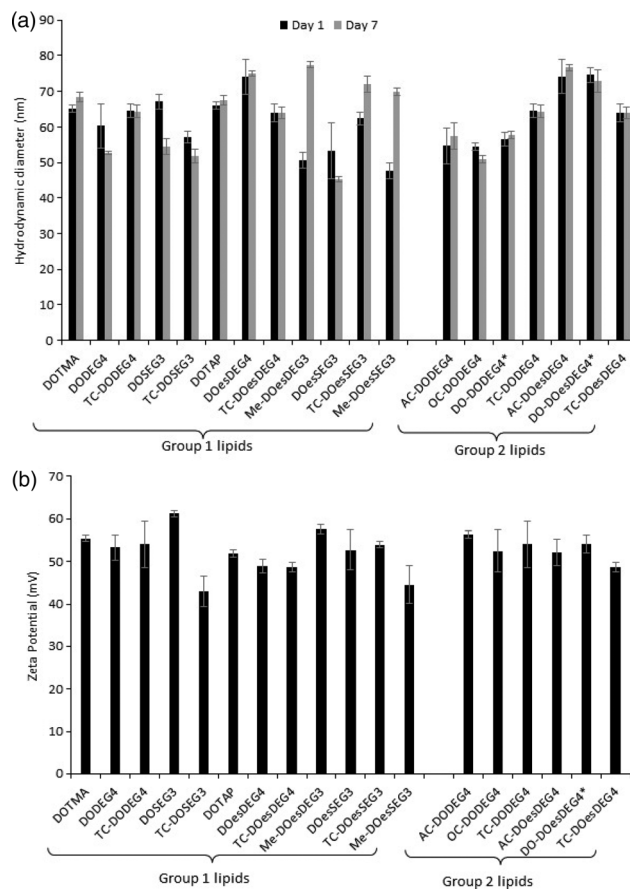 (a)
90
80
70
60
50
40
30
20
10
0
Hydrodynamic diameter (nm)
Day 1 Day 7
DOTMA
DODEG4
TC-DODEG4
DOSEG3
TC-DOSEG3
DOTAP
DOesDEG4
TC-DOesDEG4
Me-DOesDEG3
DOesSEG3
TC-DOesSEG3
Me-DOesSEG3
AC-DODEG4
OC-DODEG4
DO-DODEG4*
TC-DODEG4
AC-DOesDEG4
DO-DOesDEG4*
TC-DOesDEG4
Group 1 lipids
Group 2 lipids
(b)
70
60
50
40
30
20
10
0
Zeta Potential (mV)
DOTMA
DODEG4
TC-DODEG4
DOSEG3
TC-DOSEG3
DOTAP
DOesDEG4
TC-DOesDEG4
Me-DOesDEG3
DOesSEG3
TC-DOesSEG3
Me-DOesSEG3
AC-DODEG4
OC-DODEG4
TC-DODEG4
AC-DOesDEG4
DO-DOesDEG4*
TC-DOesDEG4
Group 1 lipids
Group 2 lipids